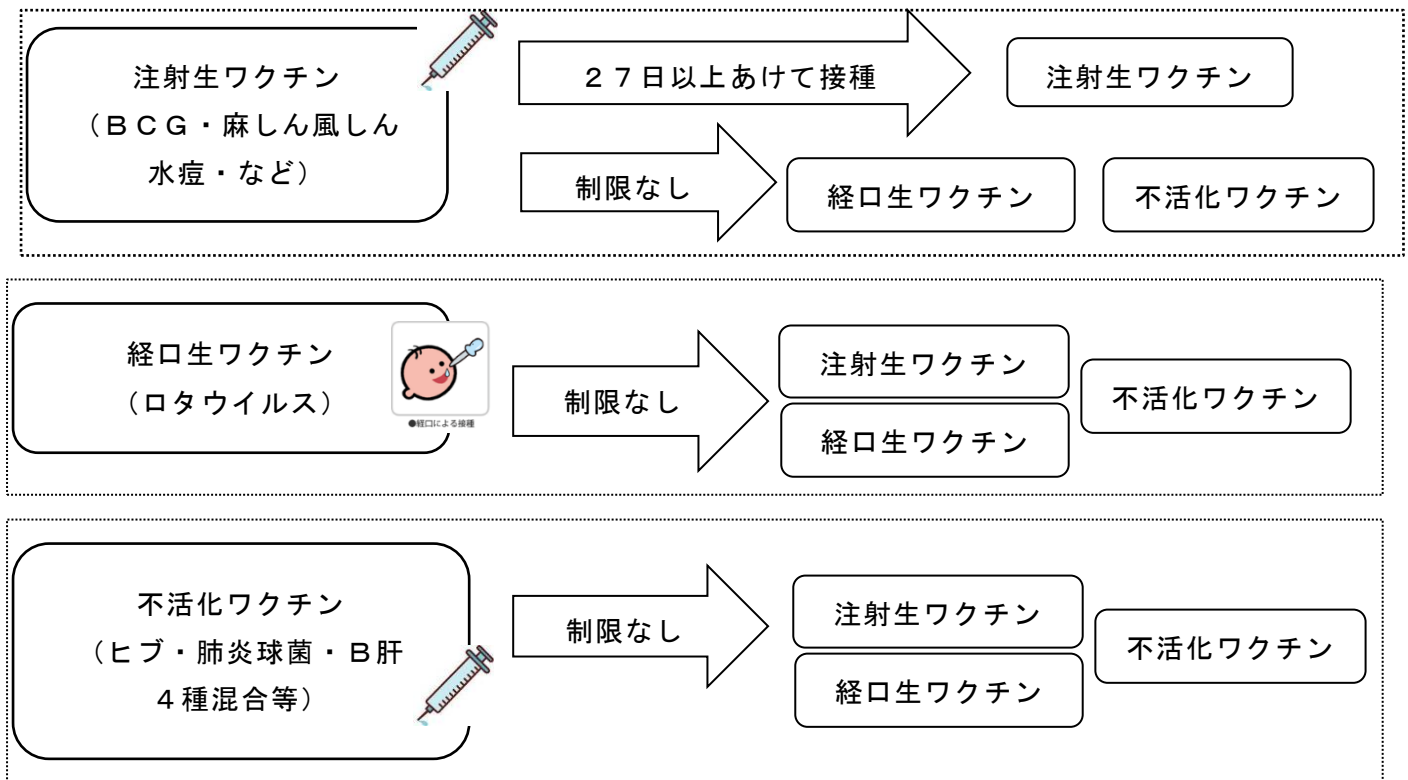 注射生ワクチン
（ＢＣＧ・麻しん風しん
水痘・など）
２７日以上あけて接種
注射生ワクチン
制限なし
経口生ワクチン
不活化ワクチン
経口生ワクチン
（ロタウイルス）
●経口による接種
制限なし
注射生ワクチン
経口生ワクチン
不活化ワクチン
不活化ワクチン
（ヒブ・肺炎球菌・Ｂ肝
４種混合等）
制限なし
注射生ワクチン
経口生ワクチン
不活化ワクチン